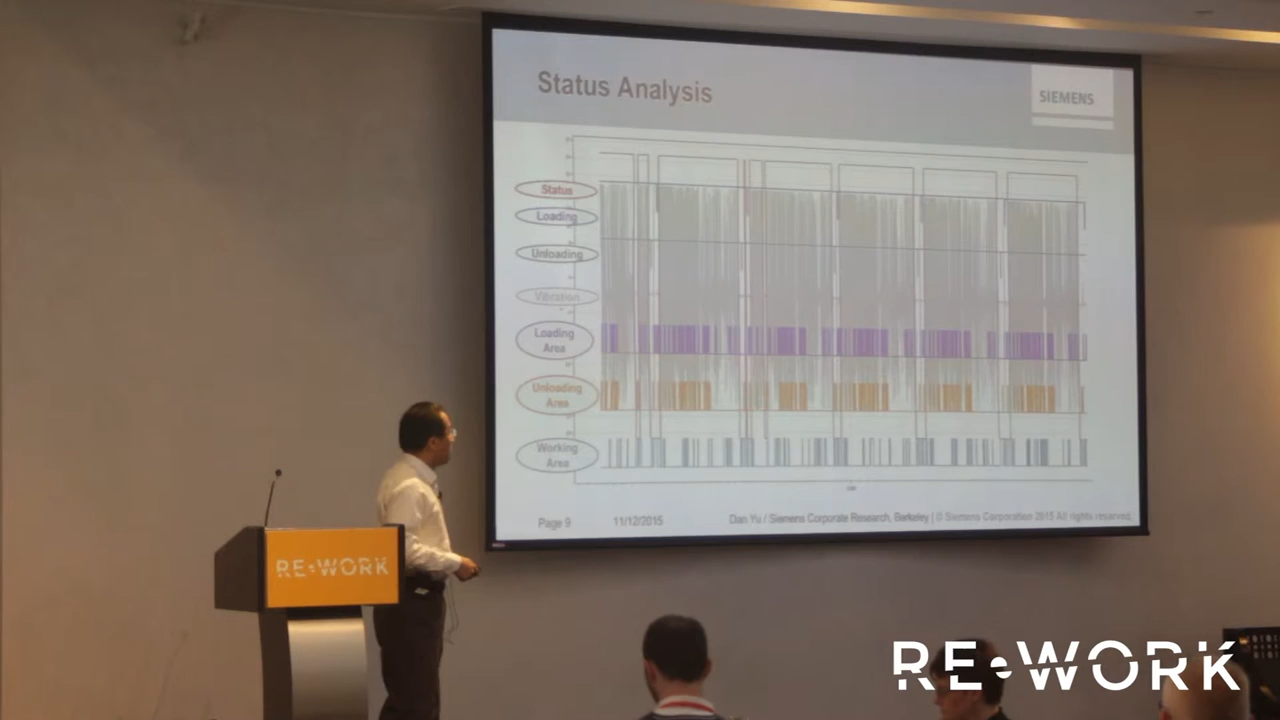 Status Analysis
SIEMENS
Status
Loading
Unloading
Vibration
Loading
Area
Unloading
Area
Working
Area
Page 9 11/12/2015 Dan Yu / Siemens Corporate Research, Berkeley | © Siemens Corporation 2015 All rights reserved.
RE•WORK
RE•WORK